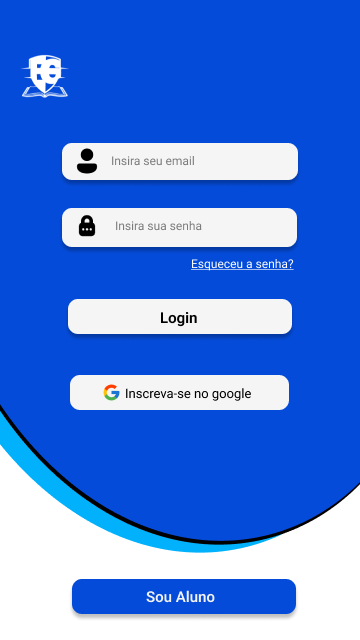 Insira seu email
Insira sua senha
Esqueceu a senha?
Login
Inscreva-se no google
Sou Aluno